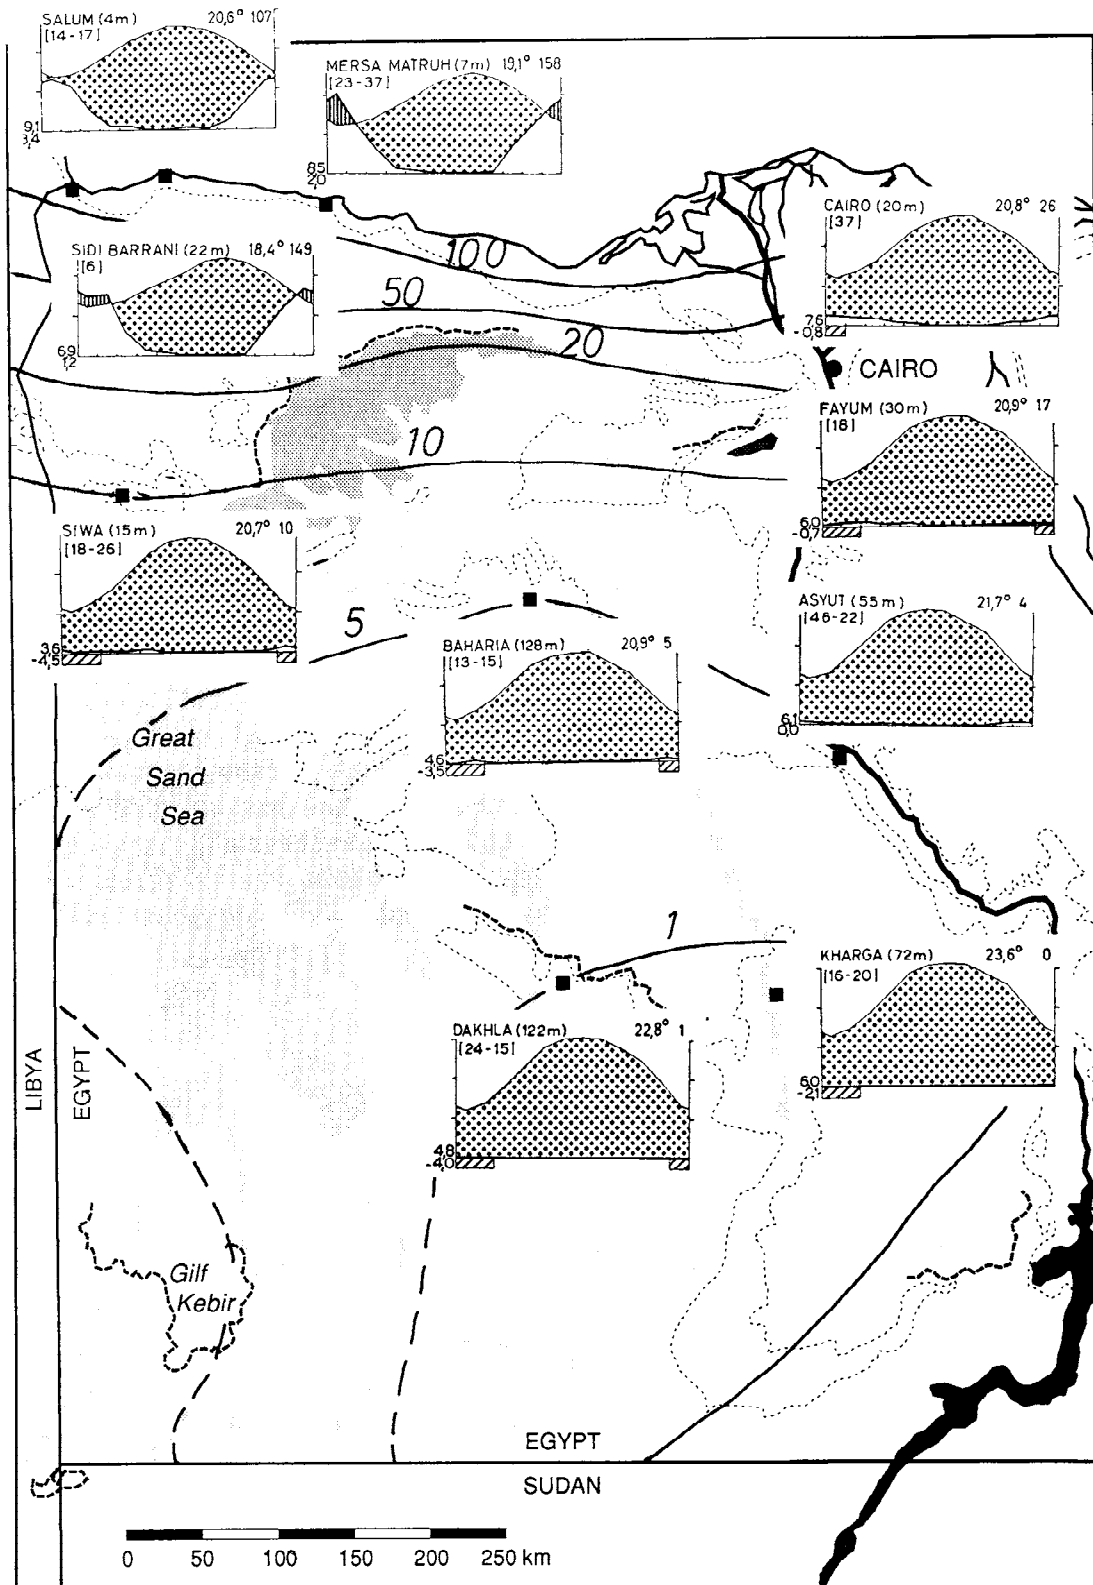 SALUM (4m) 20,6° 107
[14-17]
9,1
3,4
MERSA MATRUH (7m) 19,1° 158
[23-37]
8,5
2,0
SIDI BARRANI (22m) 18,4° 149
[6]
6,9
1,2
CAIRO (20m) 20,8° 26
[37]
7,6
-0,8
100
50
20
CAIRO
FAYUM (30m) 20,9° 17
[18]
6,0
-0,7
10
SIWA (15m) 20,7° 10
[18-26]
3,6
-4,5
5
BAHARIA (128m) 20,9° 5
[13-15]
4,6
-3,5
ASYUT (55m) 21,7° 4
[46-22]
6,1
0,0
Great
Sand
Sea
1
KHARGA (72m) 23,6° 0
[16-20]
6,0
-2,1
DAKHLA (122m) 22,8° 1
[24-15]
4,8
-4,0
LIBYA
EGYPT
Gilf
Kebir
EGYPT
SUDAN
0 50 100 150 200 250 km